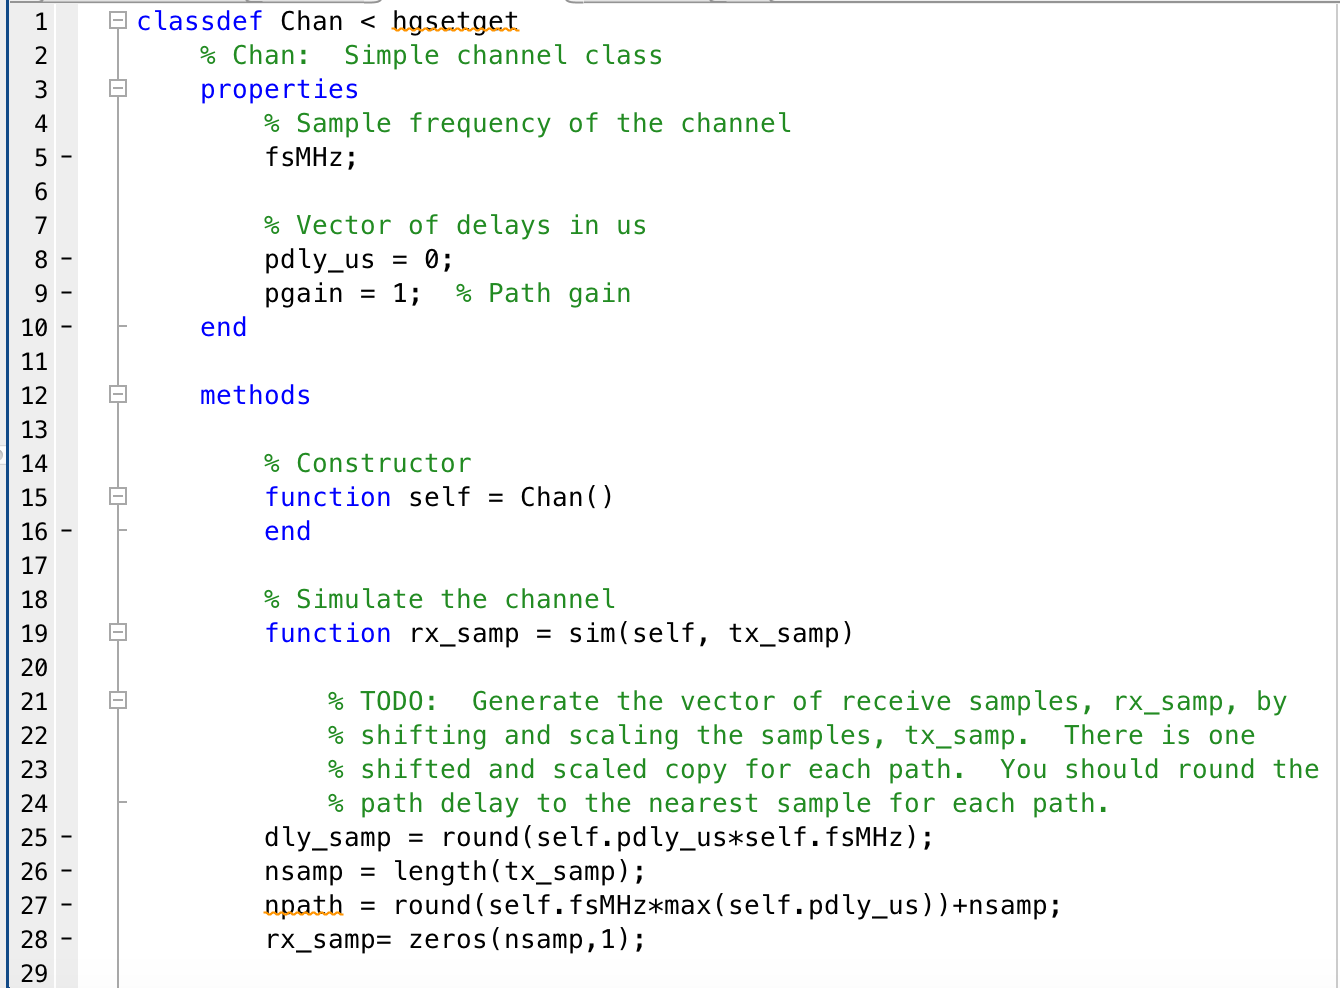 1 classdef Chan < hgsetget
2 % Chan:  Simple channel class
3 properties
4 % Sample frequency of the channel
5 - fsMHz;
6
7 % Vector of delays in us
8 - pdly_us = 0;
9 - pgain = 1;  % Path gain
10 - end
11
12 methods
13
14 % Constructor
15 function self = Chan()
16 - end
17
18 % Simulate the channel
19 function rx_samp = sim(self, tx_samp)
20
21 % TODO:  Generate the vector of receive samples, rx_samp, by
22 % shifting and scaling the samples, tx_samp.  There is one
23 % shifted and scaled copy for each path.  You should round the
24 % path delay to the nearest sample for each path.
25 - dly_samp = round(self.pdly_us*self.fsMHz);
26 - nsamp = length(tx_samp);
27 - npath = round(self.fsMHz*max(self.pdly_us))+nsamp;
28 - rx_samp= zeros(nsamp,1);
29